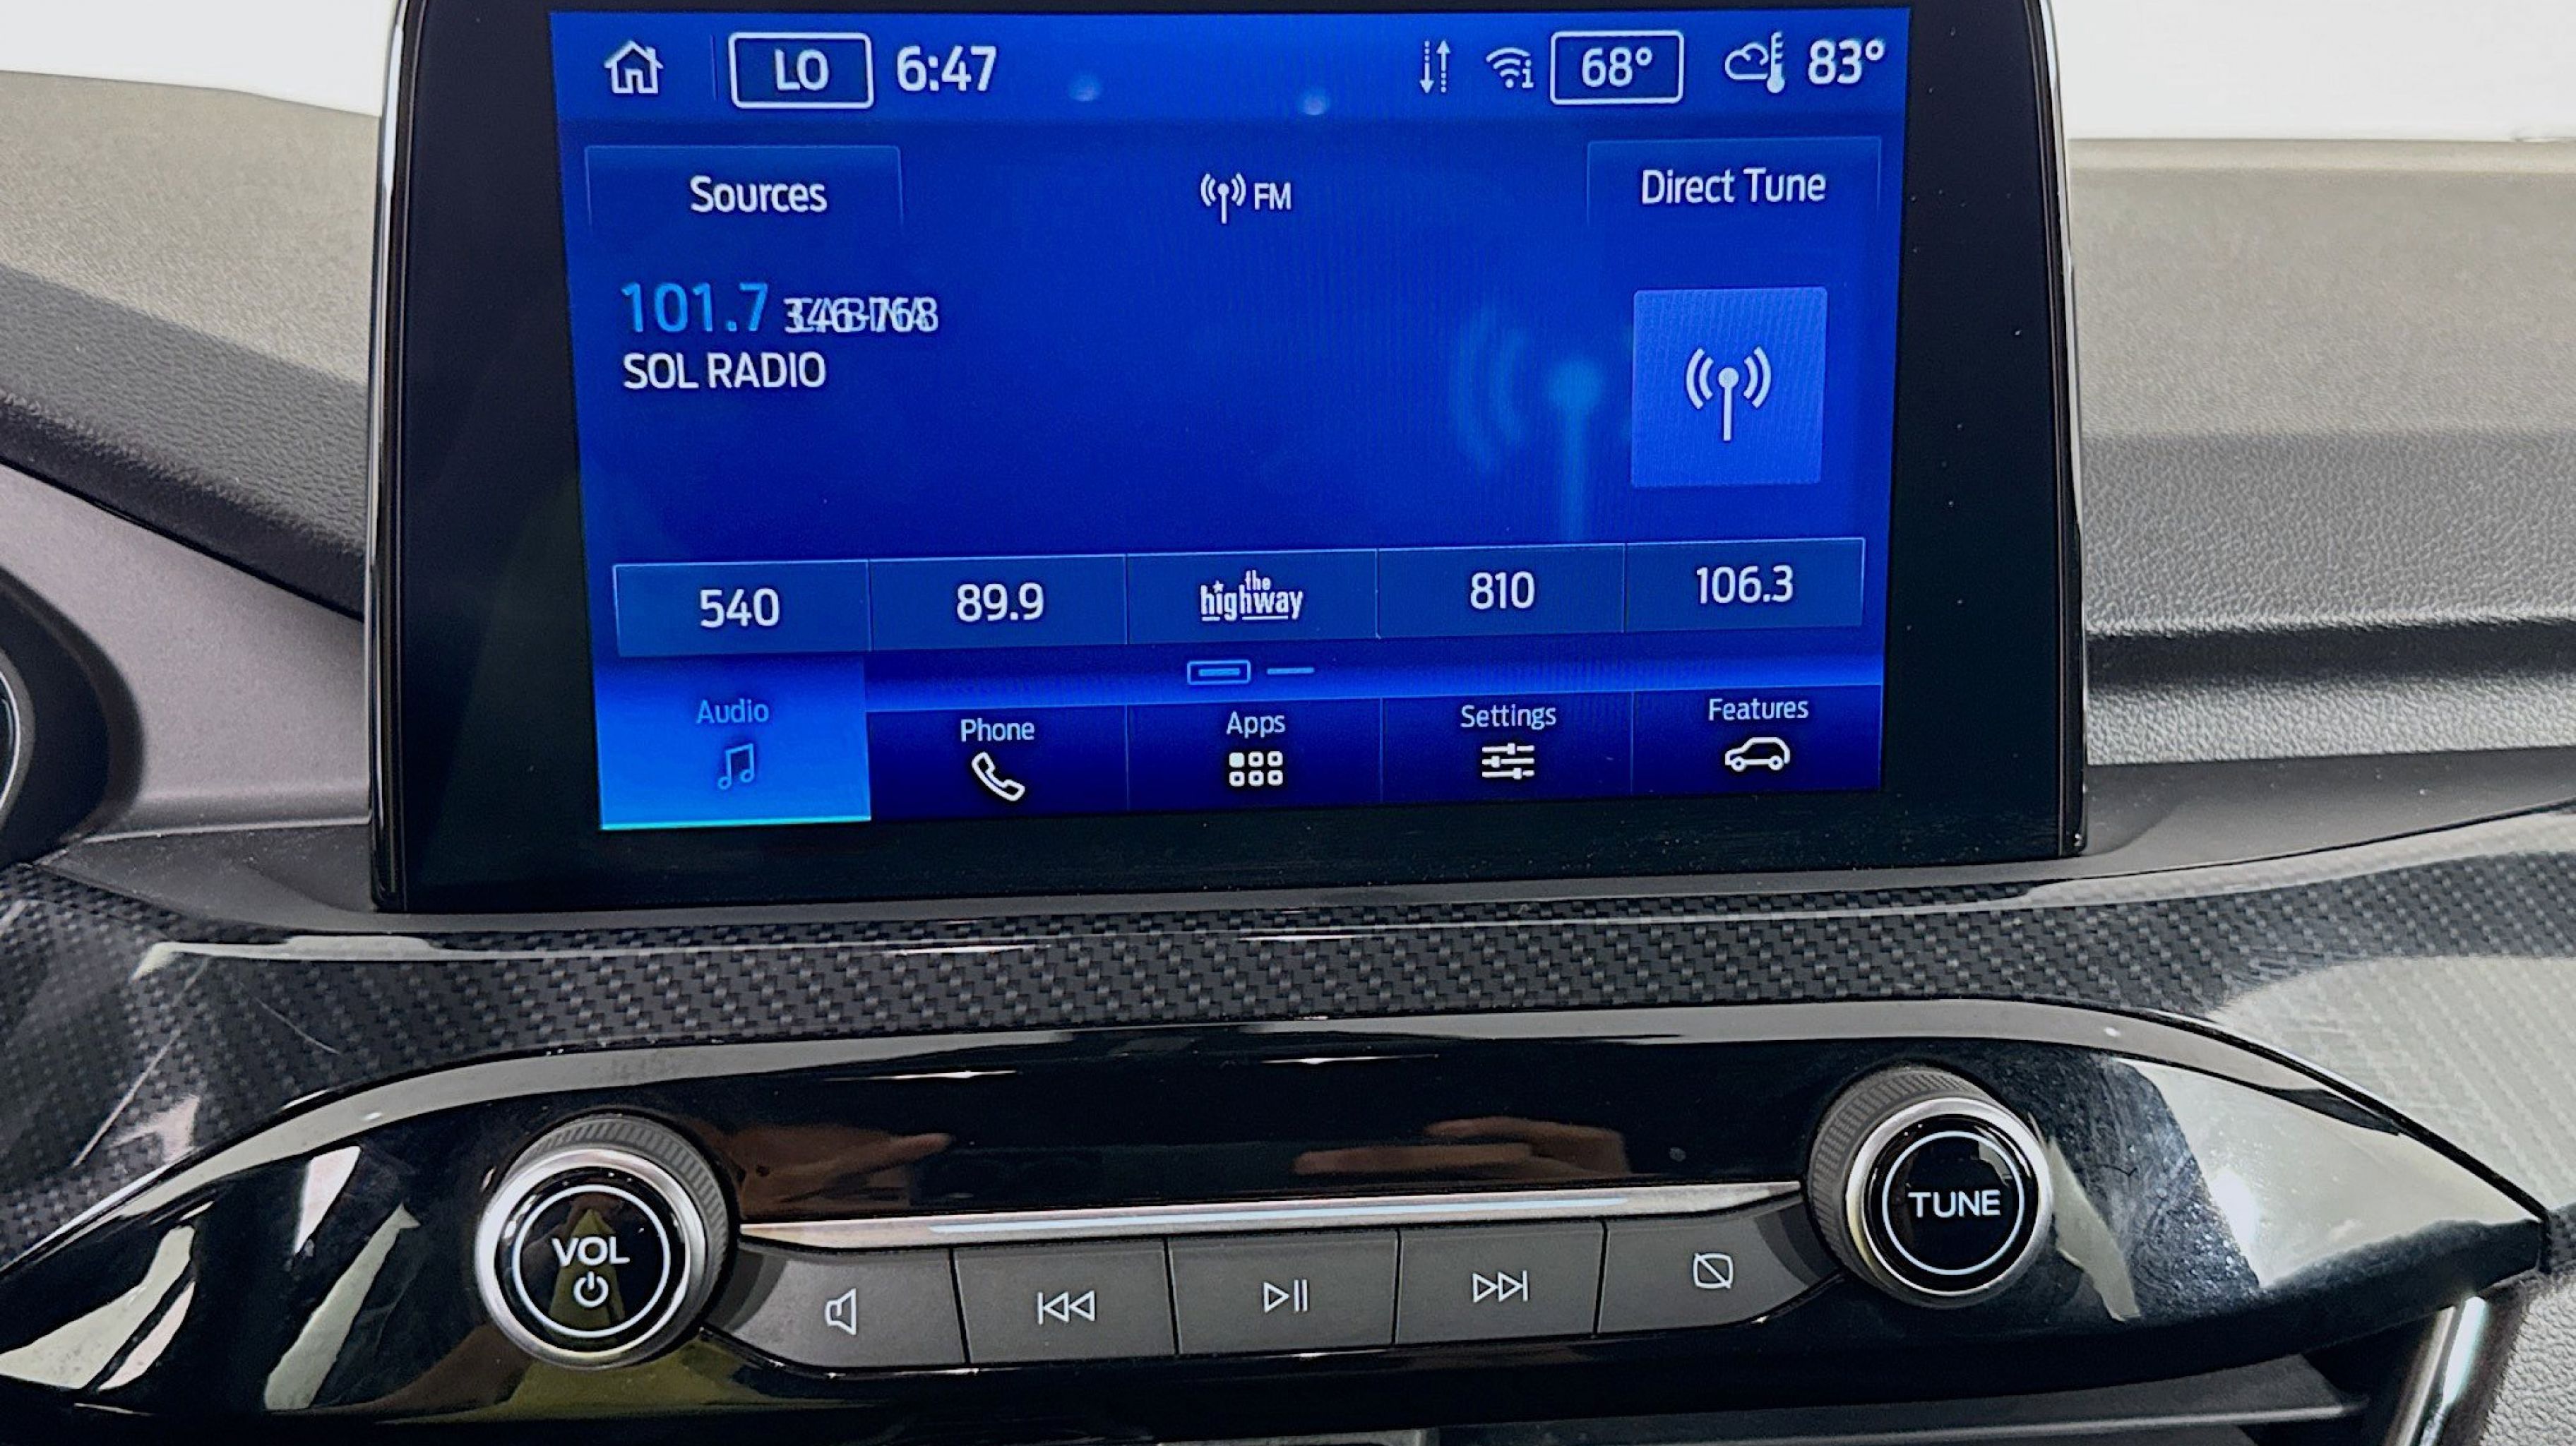 LO 6:47 68° 83°
Sources FM Direct Tune
101.7
SOL RADIO
540 89.9 the highway 810 106.3
Audio Phone Apps Settings Features
VOL TUNE